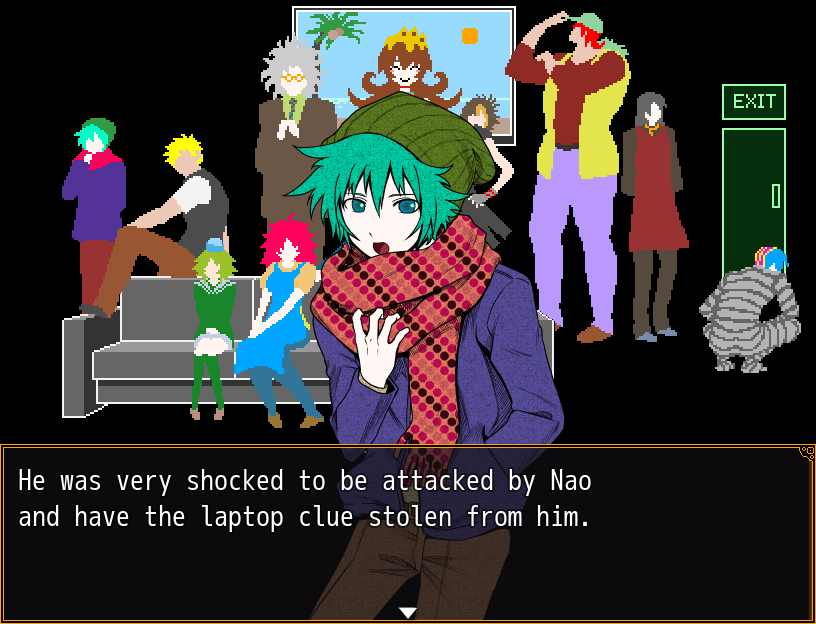 EXIT
He was very shocked to be attacked by Nao
and have the laptop clue stolen from him.